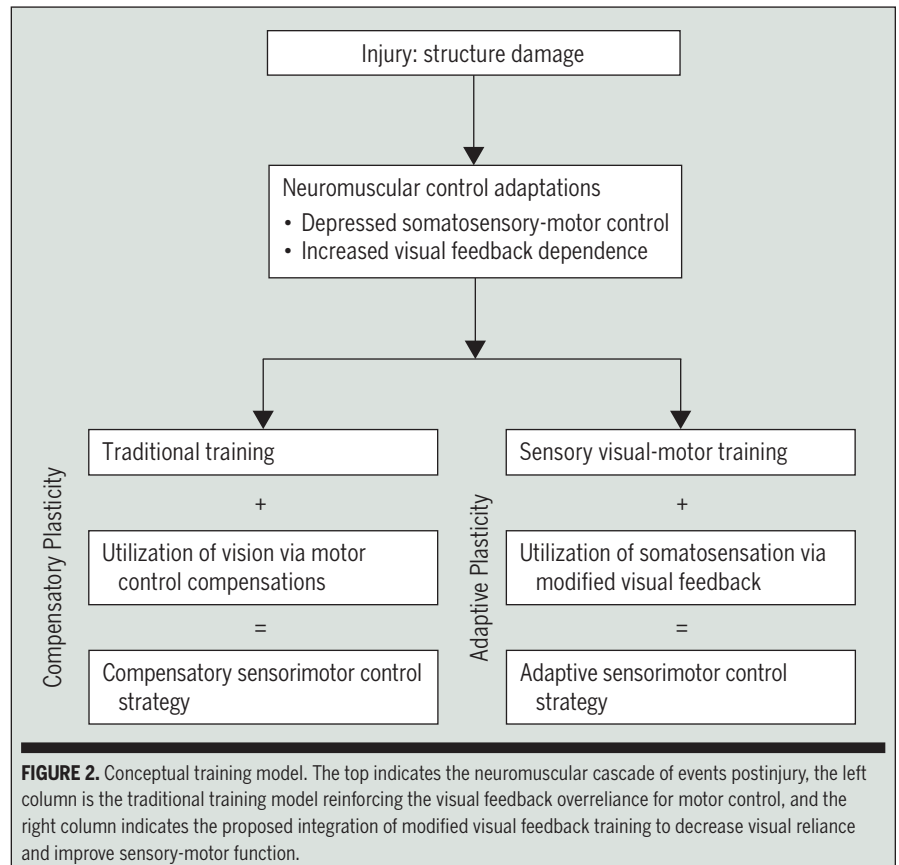 Injury: structure damage
Neuromuscular control adaptations
• Depressed somatosensory-motor control
• Increased visual feedback dependence
Compensatory Plasticity
Traditional training
+
Utilization of vision via motor
control compensations
=
Compensatory sensorimotor control
strategy
Adaptive Plasticity
Sensory visual-motor training
+
Utilization of somatosensation via
modified visual feedback
=
Adaptive sensorimotor control
strategy
FIGURE 2. Conceptual training model. The top indicates the neuromuscular cascade of events postinjury, the left
column is the traditional training model reinforcing the visual feedback overreliance for motor control, and the
right column indicates the proposed integration of modified visual feedback training to decrease visual reliance
and improve sensory-motor function.